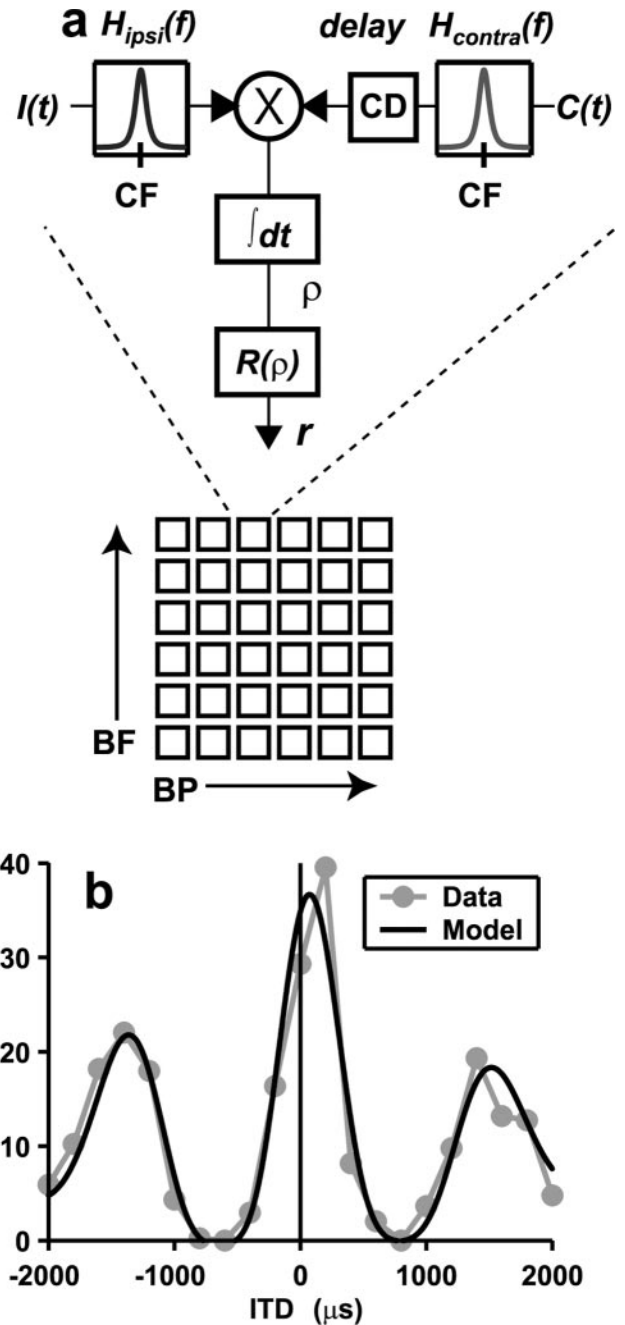 a H_ipsi(f) delay H_contra(f)
I(t) X CD C(t)
CF CF
∫dt
ρ
R(ρ)
r
BF
BP
b
Data
Model
40
30
20
10
0
-2000 -1000 0 1000 2000
ITD (μs)